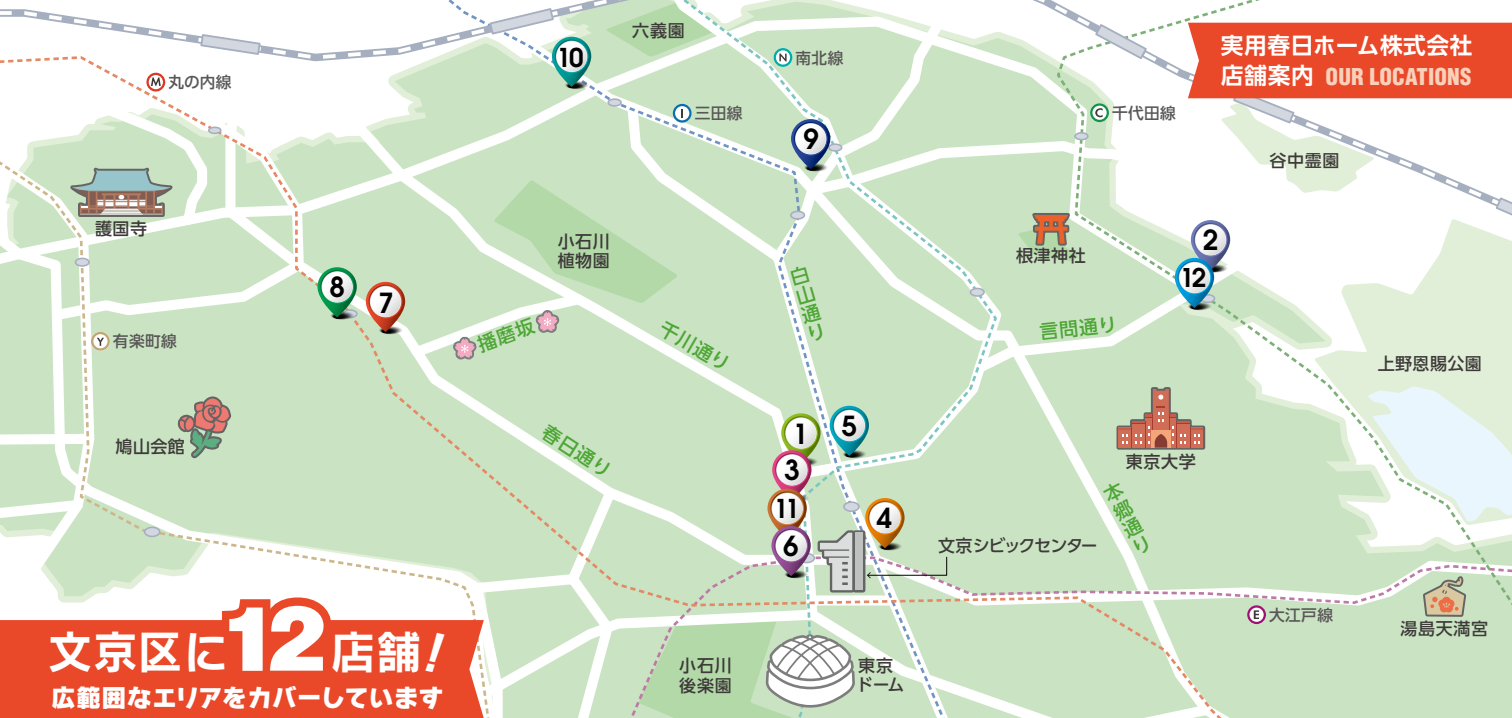 六義園
実用春日ホーム株式会社
店舗案内 OUR LOCATIONS
10
N 南北線
M 丸の内線
I 三田線
C 千代田線
9
谷中霊園
護国寺
小石川
植物園
根津神社
2
12
8
7
白山通り
播磨坂
千川通り
言問通り
Y 有楽町線
上野恩賜公園
鳩山会館
春日通り
1
5
3
東京大学
11
4
本郷通り
6
文京シビックセンター
E 大江戸線
湯島天満宮
文京区に12店舗!
広範囲なエリアをカバーしています
小石川
後楽園
東京
ドーム